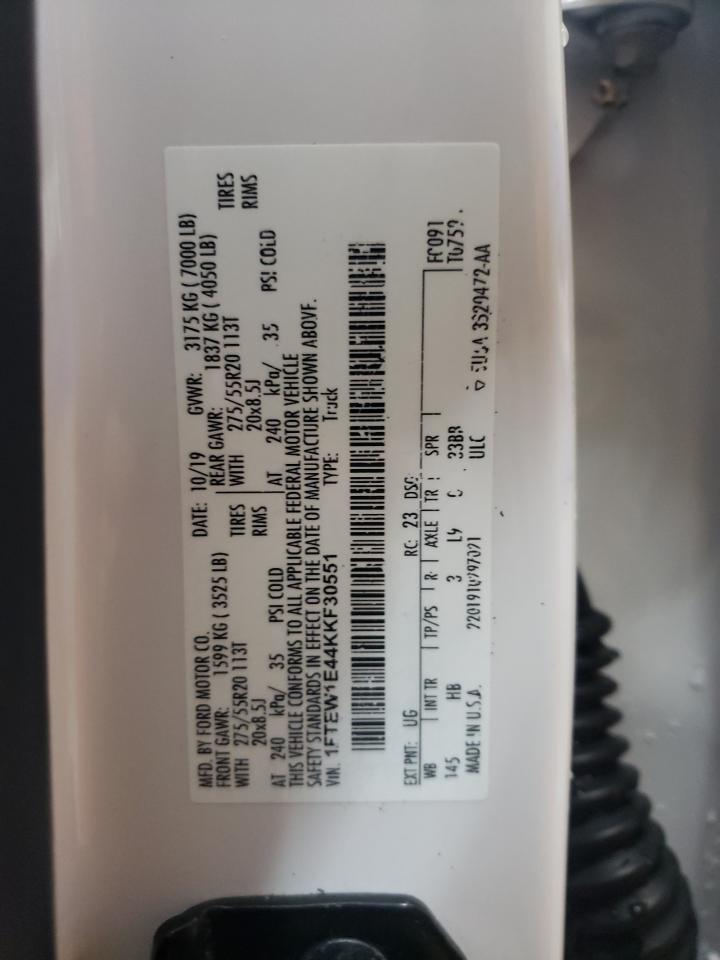 MFD. BY FORD MOTOR CO.
DATE: 10/19 GVWR: 3175 KG ( 7000 LB)
FRONT GAWR: 1599 KG ( 3525 LB) REAR GAWR: 1837 KG ( 4050 LB)
WITH 275/55R20 113T TIRES WITH 275/55R20 113T TIRES
20x8.5J RIMS 20x8.5J RIMS
AT 240 kPa/ 35 PSI COLD AT 240 kPa/ 35 PSI COLD
THIS VEHICLE CONFORMS TO ALL APPLICABLE FEDERAL MOTOR VEHICLE
SAFETY STANDARDS IN EFFECT ON THE DATE OF MANUFACTURE SHOWN ABOVE.
VIN: 1FTEW1E44KKF30551 TYPE: Truck
EXT PNT: UG RC: 23 DSO:
WB INT TR TP/PS R AXLE TR SPR
145 HB 3 L9 33B3
MADE IN U.S.A. ULC